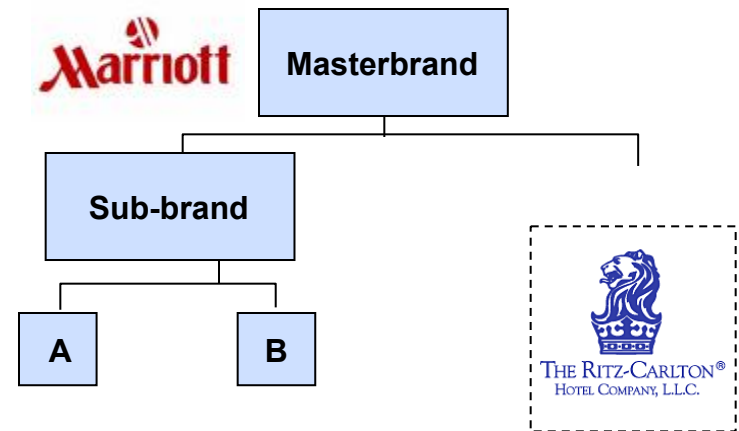 Marriott
Masterbrand
Sub-brand
A
B
THE RITZ-CARLTON®
HOTEL COMPANY, L.L.C.